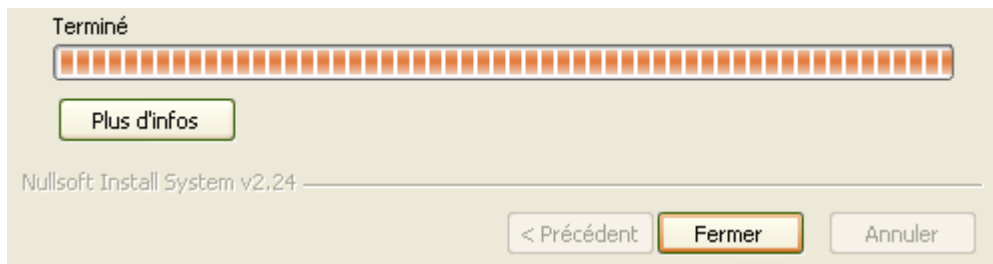 Terminé
Plus d'infos
Nullsoft Install System v2.24
< Précédent Fermer Annuler